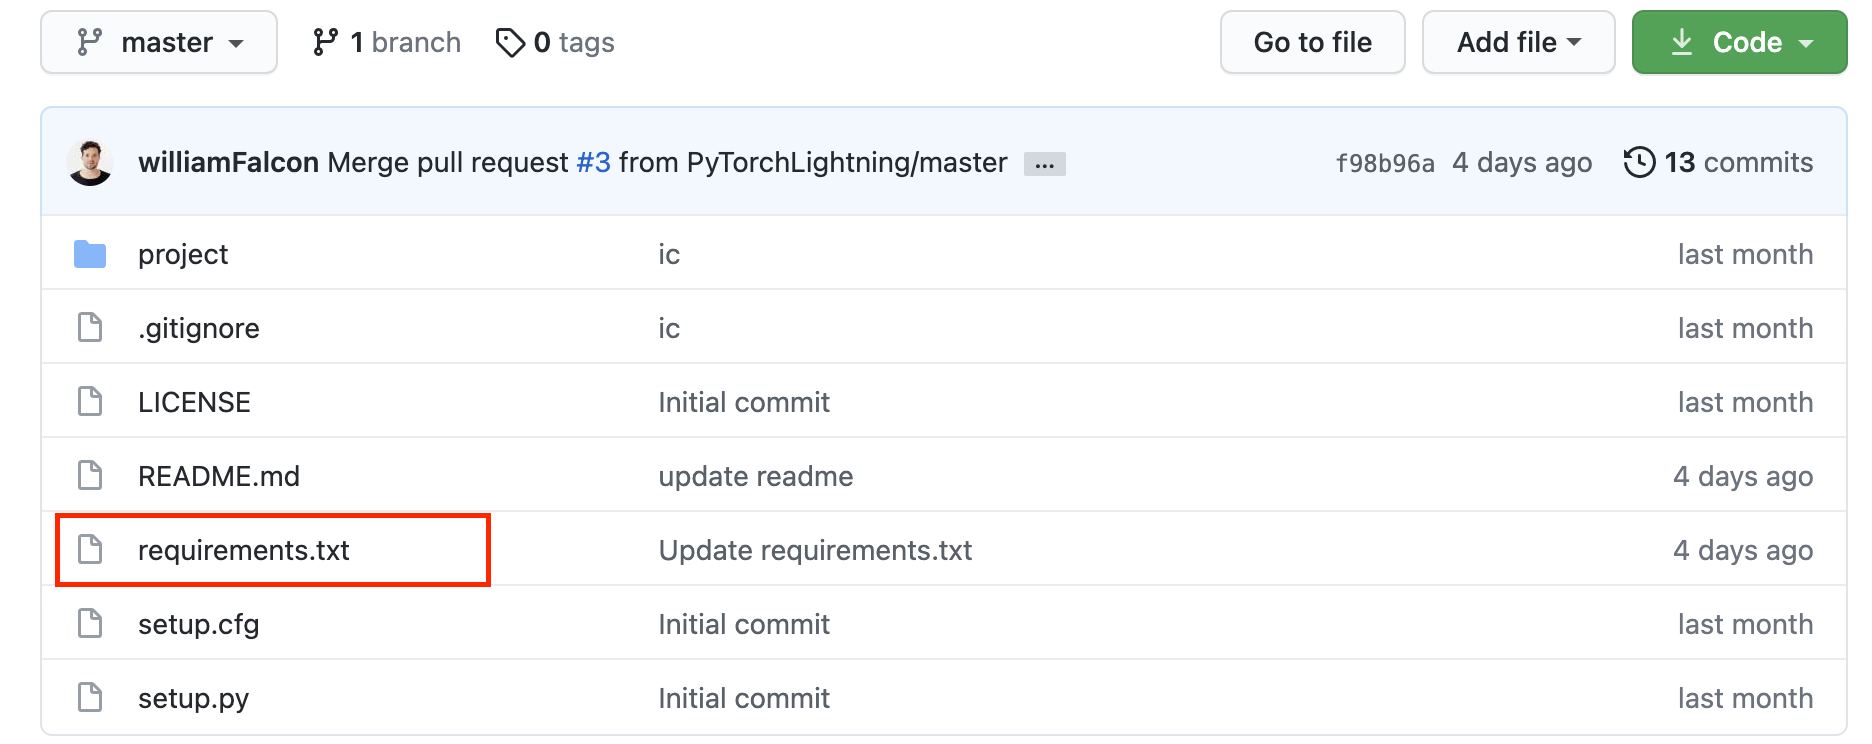 master 1 branch 0 tags Go to file Add file Code
williamFalcon Merge pull request #3 from PyTorchLightning/master ... f98b96a 4 days ago 13 commits
project ic last month
.gitignore ic last month
LICENSE Initial commit last month
README.md update readme 4 days ago
requirements.txt Update requirements.txt 4 days ago
setup.cfg Initial commit last month
setup.py Initial commit last month